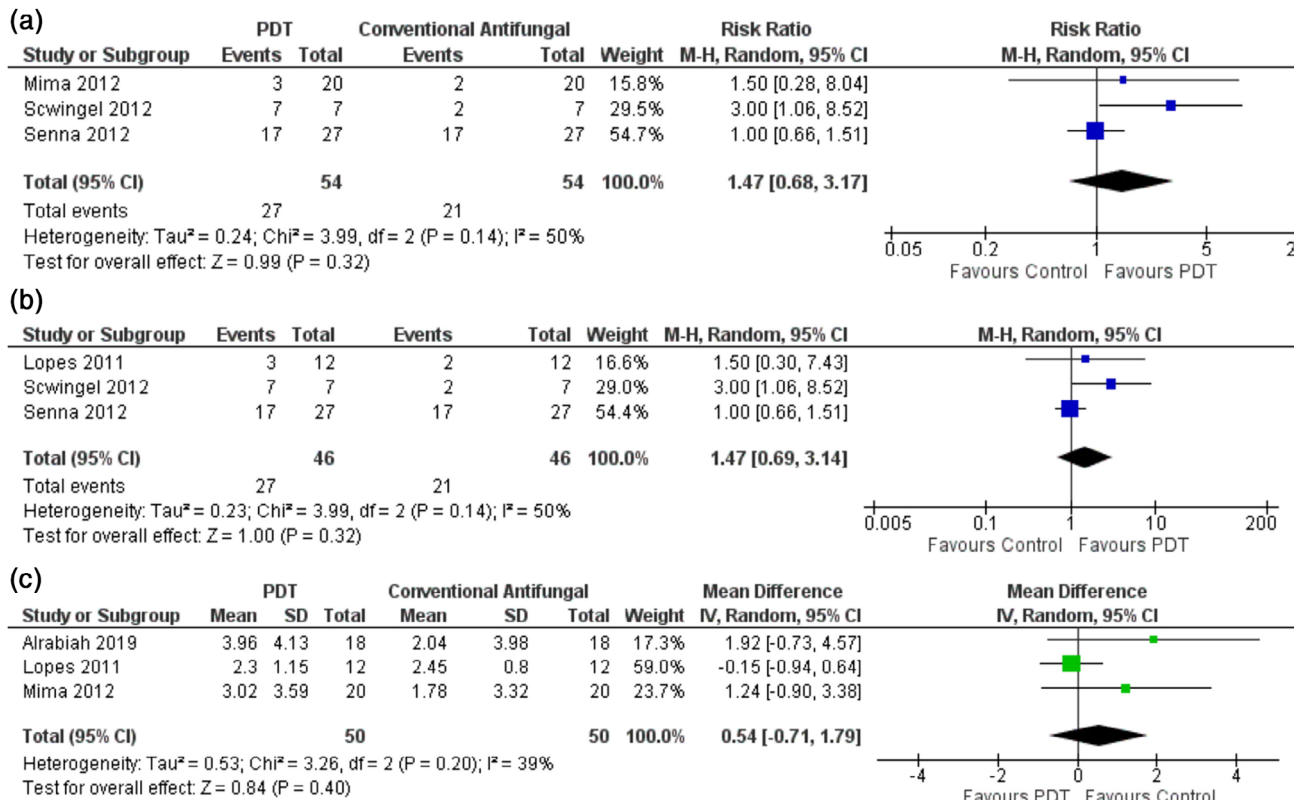 (a)
PDT Conventional Antifungal Risk Ratio Risk Ratio
Study or Subgroup Events Total Events Total Weight M-H, Random, 95% CI M-H, Random, 95% CI
Mima 2012 3 20 2 20 15.8% 1.50 [0.28, 8.04]
Scwingel 2012 7 7 2 7 29.5% 3.00 [1.06, 8.52]
Senna 2012 17 27 17 27 54.7% 1.00 [0.66, 1.51]
Total (95% CI) 54 54 100.0% 1.47 [0.68, 3.17]
Total events 27 21
Heterogeneity: Tau² = 0.24; Chi² = 3.99, df = 2 (P = 0.14); I² = 50%
Test for overall effect: Z = 0.99 (P = 0.32)
0.05 0.2 1 5 2
Favours Control Favours PDT
(b)
Study or Subgroup Events Total Events Total Weight M-H, Random, 95% CI M-H, Random, 95% CI
Lopes 2011 3 12 2 12 16.6% 1.50 [0.30, 7.43]
Scwingel 2012 7 7 2 7 29.0% 3.00 [1.06, 8.52]
Senna 2012 17 27 17 27 54.4% 1.00 [0.66, 1.51]
Total (95% CI) 46 46 100.0% 1.47 [0.69, 3.14]
Total events 27 21
Heterogeneity: Tau² = 0.23; Chi² = 3.99, df = 2 (P = 0.14); I² = 50%
Test for overall effect: Z = 1.00 (P = 0.32)
0.005 0.1 1 10 200
Favours Control Favours PDT
(c)
PDT Conventional Antifungal Mean Difference Mean Difference
Study or Subgroup Mean SD Total Mean SD Total Weight IV, Random, 95% CI IV, Random, 95% CI
Alrabiah 2019 3.96 4.13 18 2.04 3.98 18 17.3% 1.92 [-0.73, 4.57]
Lopes 2011 2.3 1.15 12 2.45 0.8 12 59.0% -0.15 [-0.94, 0.64]
Mima 2012 3.02 3.59 20 1.78 3.32 20 23.7% 1.24 [-0.90, 3.38]
Total (95% CI) 50 50 100.0% 0.54 [-0.71, 1.79]
Heterogeneity: Tau² = 0.53; Chi² = 3.26, df = 2 (P = 0.20); I² = 39%
Test for overall effect: Z = 0.84 (P = 0.40)
-4 -2 0 2 4
Favours PDT Favours Control